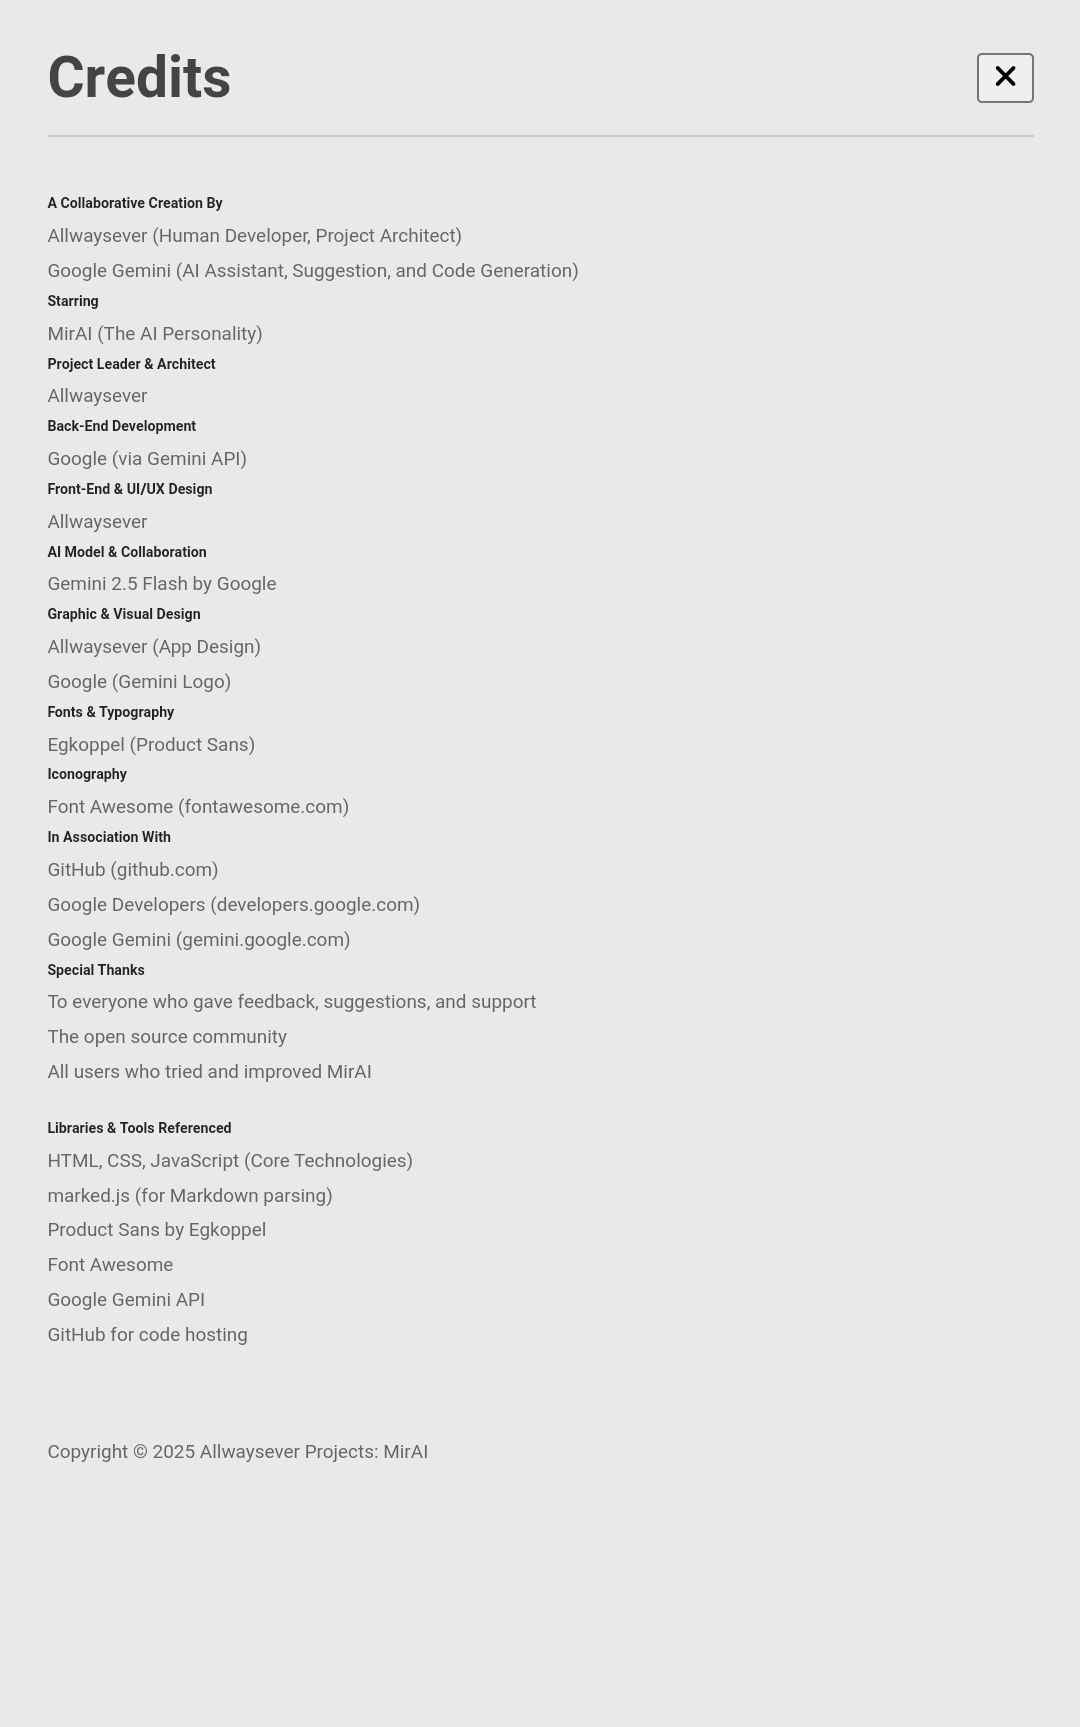 Credits
A Collaborative Creation By
Allwaysever (Human Developer, Project Architect)
Google Gemini (AI Assistant, Suggestion, and Code Generation)
Starring
MirAI (The AI Personality)
Project Leader & Architect
Allwaysever
Back-End Development
Google (via Gemini API)
Front-End & UI/UX Design
Allwaysever
AI Model & Collaboration
Gemini 2.5 Flash by Google
Graphic & Visual Design
Allwaysever (App Design)
Google (Gemini Logo)
Fonts & Typography
Egkoppel (Product Sans)
Iconography
Font Awesome (fontawesome.com)
In Association With
GitHub (github.com)
Google Developers (developers.google.com)
Google Gemini (gemini.google.com)
Special Thanks
To everyone who gave feedback, suggestions, and support
The open source community
All users who tried and improved MirAI
Libraries & Tools Referenced
HTML, CSS, JavaScript (Core Technologies)
marked.js (for Markdown parsing)
Product Sans by Egkoppel
Font Awesome
Google Gemini API
GitHub for code hosting
Copyright © 2025 Allwaysever Projects: MirAI